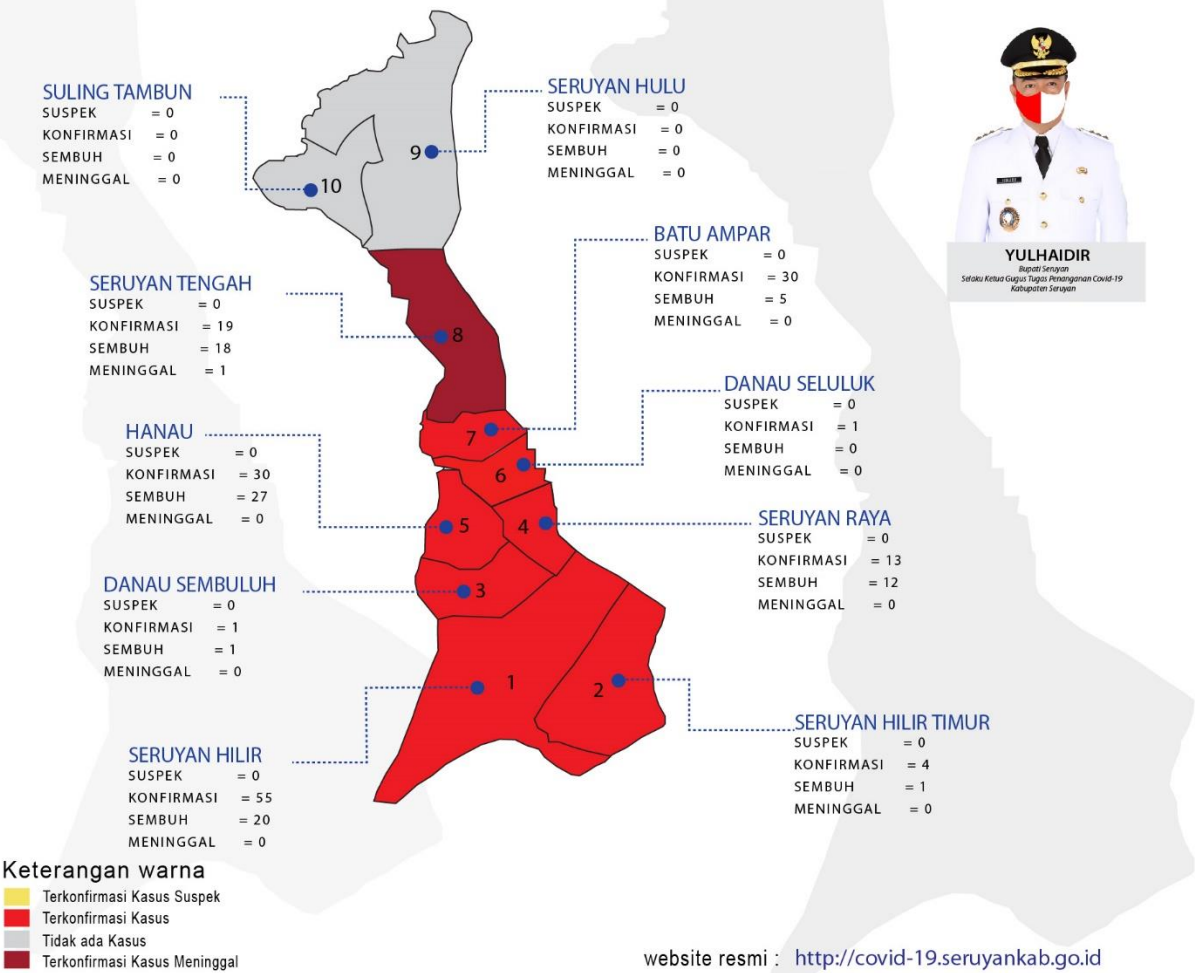 SULING TAMBUN
SUSPEK = 0
KONFIRMASI = 0
SEMBUH = 0
MENINGGAL = 0
SERUYAN HULU
SUSPEK = 0
KONFIRMASI = 0
SEMBUH = 0
MENINGGAL = 0
YULHAIDIR
Bupati Seruyan
Selaku Ketua Gugus Tugas Penanganan Covid-19
Kabupaten Seruyan
9
10
BATU AMPAR
SUSPEK = 0
KONFIRMASI = 30
SEMBUH = 5
MENINGGAL = 0
SERUYAN TENGAH
SUSPEK = 0
KONFIRMASI = 19
SEMBUH = 18
MENINGGAL = 1
8
DANAU SELULUK
SUSPEK = 0
KONFIRMASI = 1
SEMBUH = 0
MENINGGAL = 0
HANAU
SUSPEK = 0
KONFIRMASI = 30
SEMBUH = 27
MENINGGAL = 0
7
6
5
4
SERUYAN RAYA
SUSPEK = 0
KONFIRMASI = 13
SEMBUH = 12
MENINGGAL = 0
DANAU SEMBULUH
SUSPEK = 0
KONFIRMASI = 1
SEMBUH = 1
MENINGGAL = 0
3
1
2
SERUYAN HILIR
SUSPEK = 0
KONFIRMASI = 55
SEMBUH = 20
MENINGGAL = 0
SERUYAN HILIR TIMUR
SUSPEK = 0
KONFIRMASI = 4
SEMBUH = 1
MENINGGAL = 0
Keterangan warna
Terkonfirmasi Kasus Suspek
Terkonfirmasi Kasus
Tidak ada Kasus
Terkonfirmasi Kasus Meninggal
website resmi : http://covid-19.seruyankab.go.id